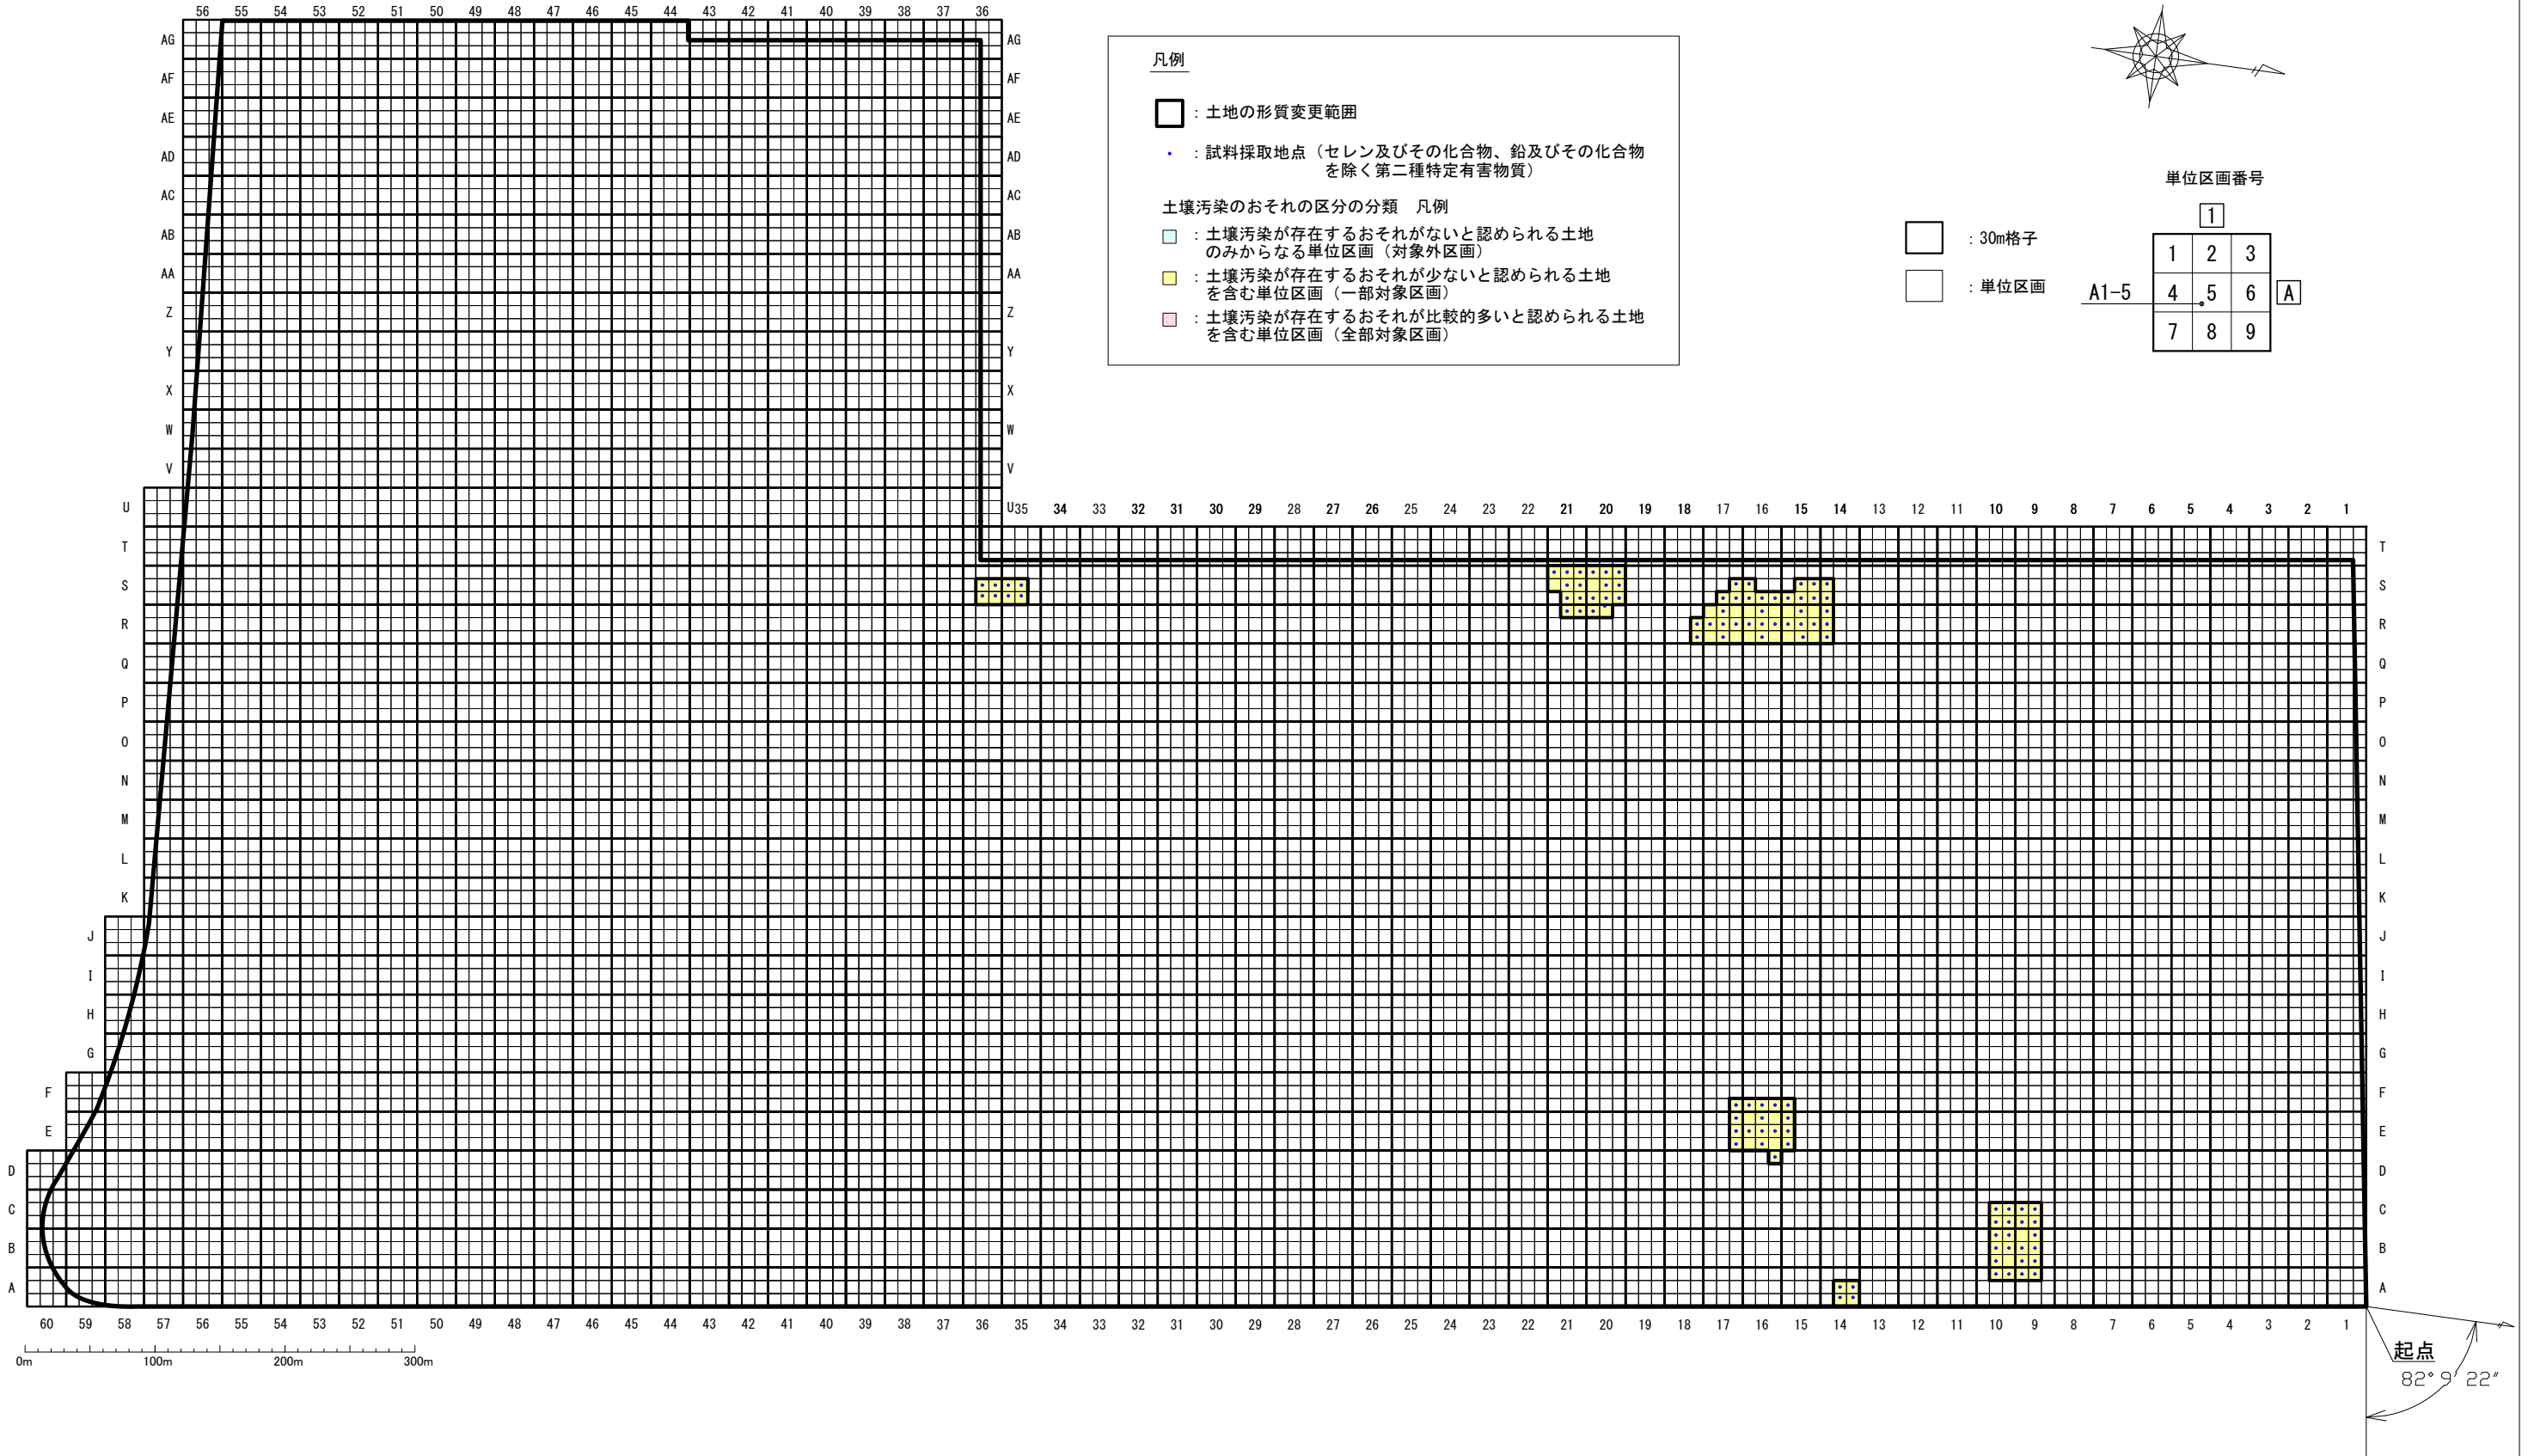 56 55 54 53 52 51 50 49 48 47 46 45 44 43 42 41 40 39 38 37 36
AG AG
AF AF
AE AE
AD AD
AC AC
AB AB
AA AA
Z Z
Y Y
X X
W W
V V
凡例
：土地の形質変更範囲
：試料採取地点（セレン及びその化合物、鉛及びその化合物
を除く第二種特定有害物質）
土壌汚染のおそれの区分の分類　凡例
：土壌汚染が存在するおそれがないと認められる土地
のみからなる単位区画（対象外区画）
：土壌汚染が存在するおそれが少ないと認められる土地
を含む単位区画（一部対象区画）
：土壌汚染が存在するおそれが比較的多いと認められる土地
を含む単位区画（全部対象区画）
：30m格子
：単位区画
単位区画番号
1
1 2 3
A1-5 4 5 6 A
7 8 9
U U 35 34 33 32 31 30 29 28 27 26 25 24 23 22 21 20 19 18 17 16 15 14 13 12 11 10 9 8 7 6 5 4 3 2 1
T T
S S
R R
Q Q
P P
O O
N N
M M
L L
K K
J J
I I
H H
G G
F F
E E
D D
C C
B B
A A
60 59 58 57 56 55 54 53 52 51 50 49 48 47 46 45 44 43 42 41 40 39 38 37 36 35 34 33 32 31 30 29 28 27 26 25 24 23 22 21 20 19 18 17 16 15 14 13 12 11 10 9 8 7 6 5 4 3 2 1
0m 100m 200m 300m
起点
82° 9′ 22″